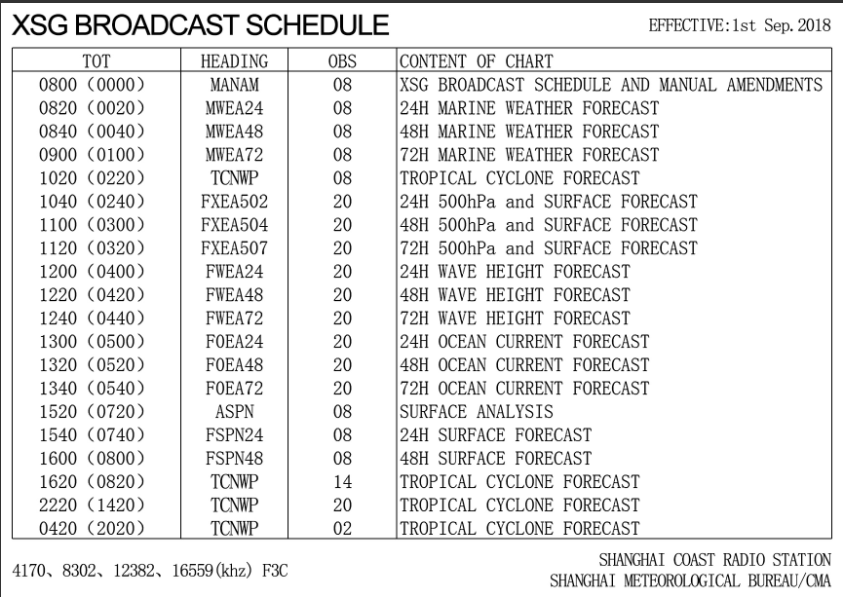 XSG BROADCAST SCHEDULE EFFECTIVE:1st Sep.2018
TOT HEADING OBS CONTENT OF CHART
0800 (0000) MANAM 08 XSG BROADCAST SCHEDULE AND MANUAL AMENDMENTS
0820 (0020) MWEA24 08 24H MARINE WEATHER FORECAST
0840 (0040) MWEA48 08 48H MARINE WEATHER FORECAST
0900 (0100) MWEA72 08 72H MARINE WEATHER FORECAST
1020 (0220) TCNWP 08 TROPICAL CYCLONE FORECAST
1040 (0240) FXEA502 20 24H 500hPa and SURFACE FORECAST
1100 (0300) FXEA504 20 48H 500hPa and SURFACE FORECAST
1120 (0320) FXEA507 20 72H 500hPa and SURFACE FORECAST
1200 (0400) FWEA24 20 24H WAVE HEIGHT FORECAST
1220 (0420) FWEA48 20 48H WAVE HEIGHT FORECAST
1240 (0440) FWEA72 20 72H WAVE HEIGHT FORECAST
1300 (0500) FOEA24 20 24H OCEAN CURRENT FORECAST
1320 (0520) FOEA48 20 48H OCEAN CURRENT FORECAST
1340 (0540) FOEA72 20 72H OCEAN CURRENT FORECAST
1520 (0720) ASPN 08 SURFACE ANALYSIS
1540 (0740) FSPN24 08 24H SURFACE FORECAST
1600 (0800) FSPN48 08 48H SURFACE FORECAST
1620 (0820) TCNWP 14 TROPICAL CYCLONE FORECAST
2220 (1420) TCNWP 20 TROPICAL CYCLONE FORECAST
0420 (2020) TCNWP 02 TROPICAL CYCLONE FORECAST
4170、8302、12382、16559(khz) F3C
SHANGHAI COAST RADIO STATION
SHANGHAI METEOROLOGICAL BUREAU/CMA